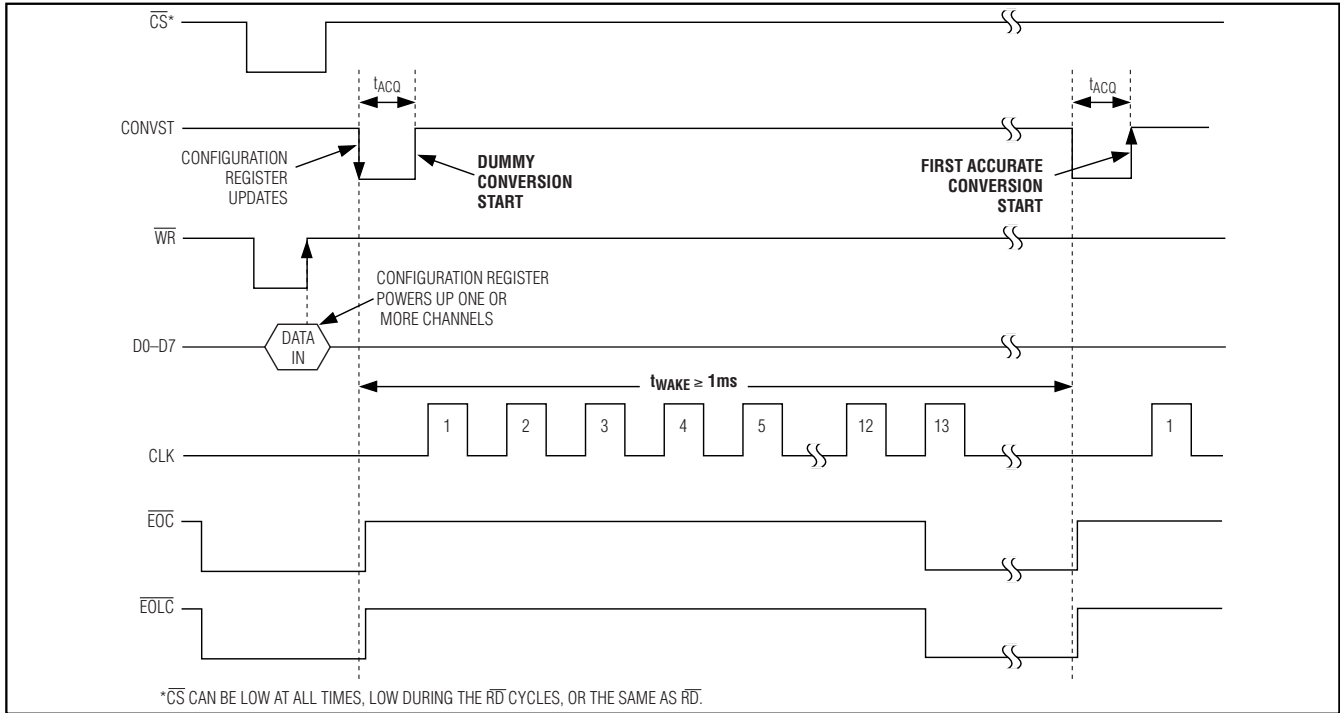 CS*
tACQ
tACQ
CONVST
CONFIGURATION
REGISTER
UPDATES
DUMMY
CONVERSION
START
FIRST ACCURATE
CONVERSION
START
WR
CONFIGURATION REGISTER
POWERS UP ONE OR
MORE CHANNELS
D0–D7
DATA
IN
tWAKE ≥ 1ms
1
2
3
4
5
12
13
1
CLK
EOC
EOLC
*CS CAN BE LOW AT ALL TIMES, LOW DURING THE RD CYCLES, OR THE SAME AS RD.